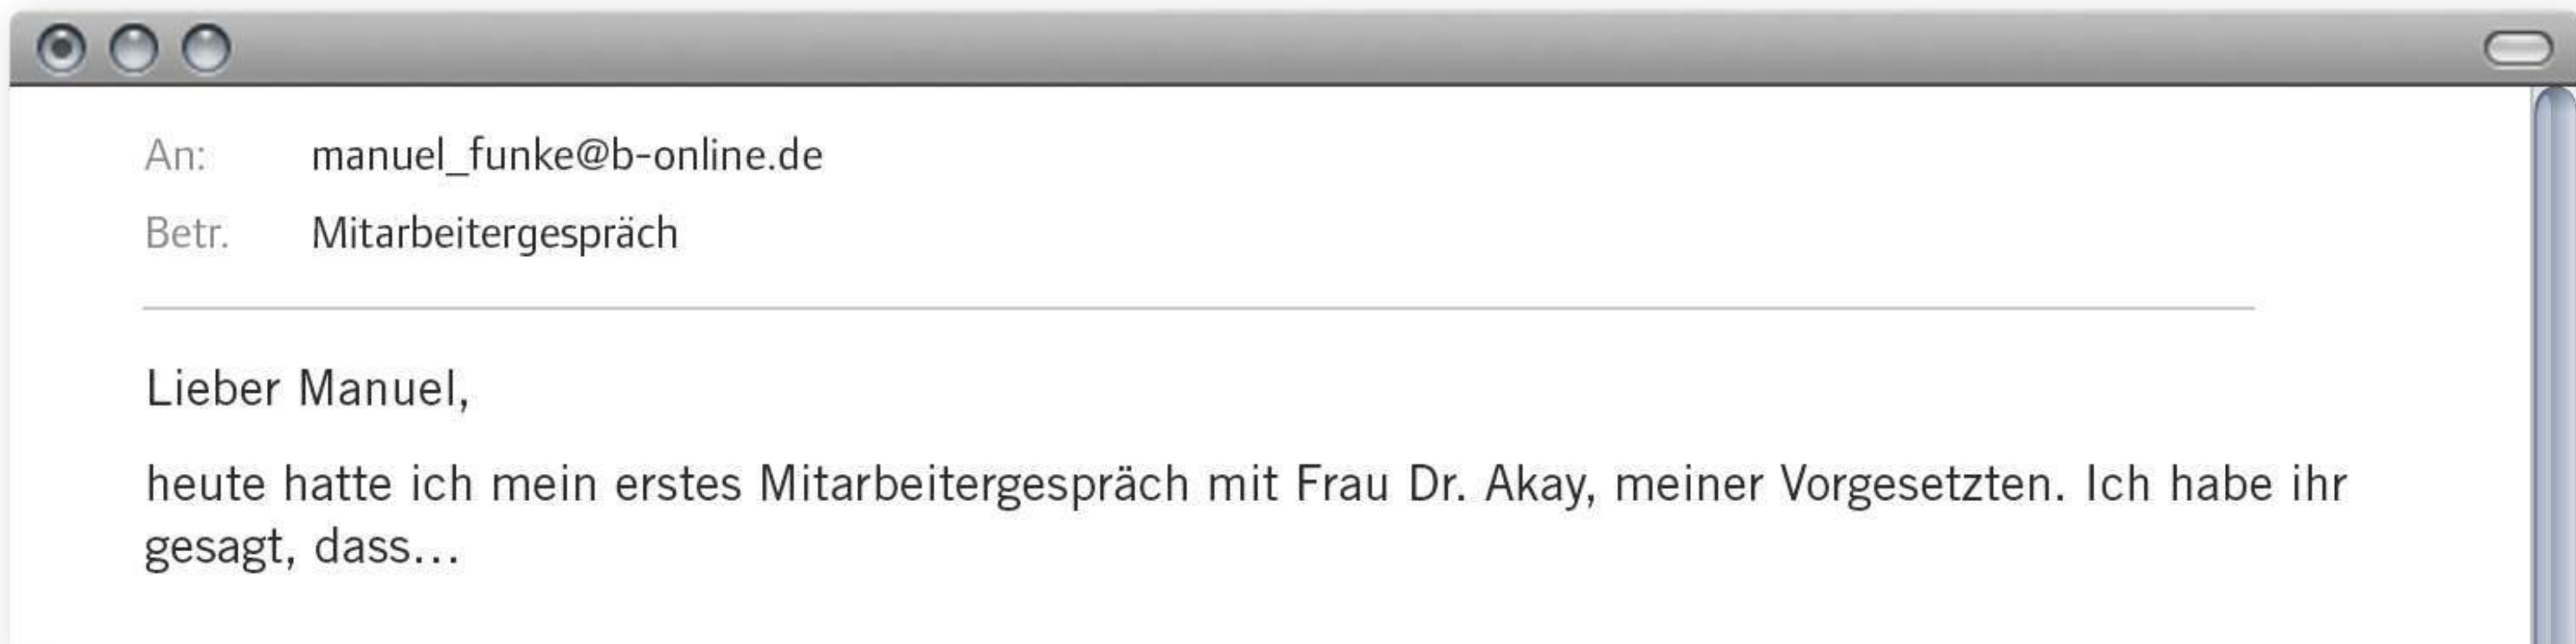 An: manuel_funke@b-online.de
Betr. Mitarbeitergespräch
Lieber Manuel,
heute hatte ich mein erstes Mitarbeitergespräch mit Frau Dr. Akay, meiner Vorgesetzten. Ich habe ihr
gesagt, dass...